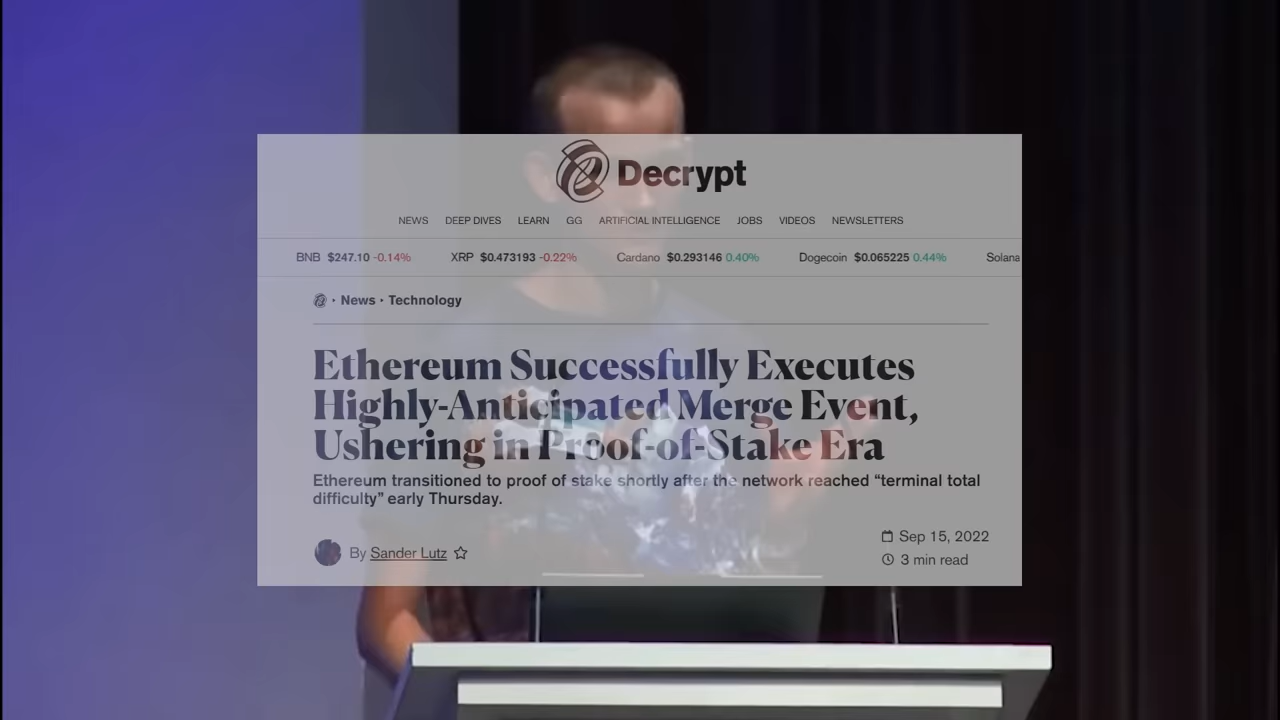 Decrypt
NEWS DEEP DIVES LEARN GG ARTIFICIAL INTELLIGENCE JOBS VIDEOS NEWSLETTERS
BNB $247.10 -0.14% XRP $0.473193 -0.22% Cardano $0.293146 0.40% Dogecoin $0.065225 0.44% Solana
· News · Technology
Ethereum Successfully Executes
Highly-Anticipated Merge Event,
Ushering in Proof-of-Stake Era
Ethereum transitioned to proof of stake shortly after the network reached “terminal total
difficulty” early Thursday.
By Sander Lutz
Sep 15, 2022
3 min read